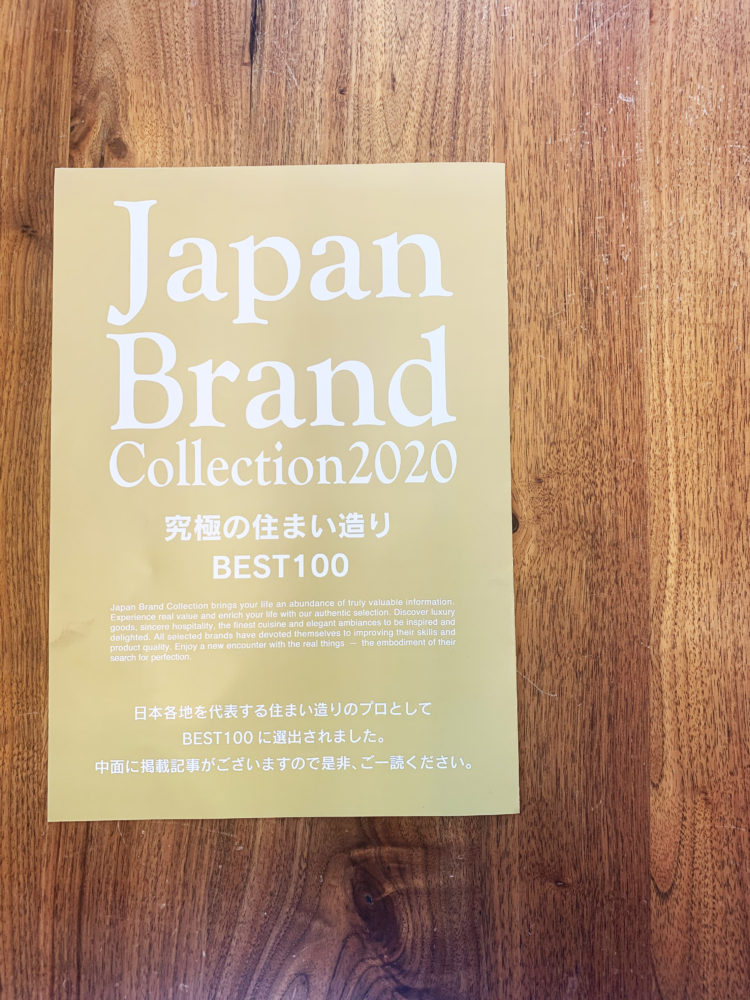 Japan
Brand
Collection2020
究極の住まい造り
BEST100
Japan Brand Collection brings your life an abundance of truly valuable information.
Experience real value and enrich your life with our authentic selection. Discover luxury
goods, sincere hospitality, the finest cuisine and elegant ambiances to be inspired and
delighted. All selected brands have devoted themselves to improving their skills and
product quality. Enjoy a new encounter with the real things — the embodiment of their
search for perfection.
日本各地を代表する住まい造りのプロとして
BEST100 に選出されました。
中面に掲載記事がございますので是非、ご一読ください。